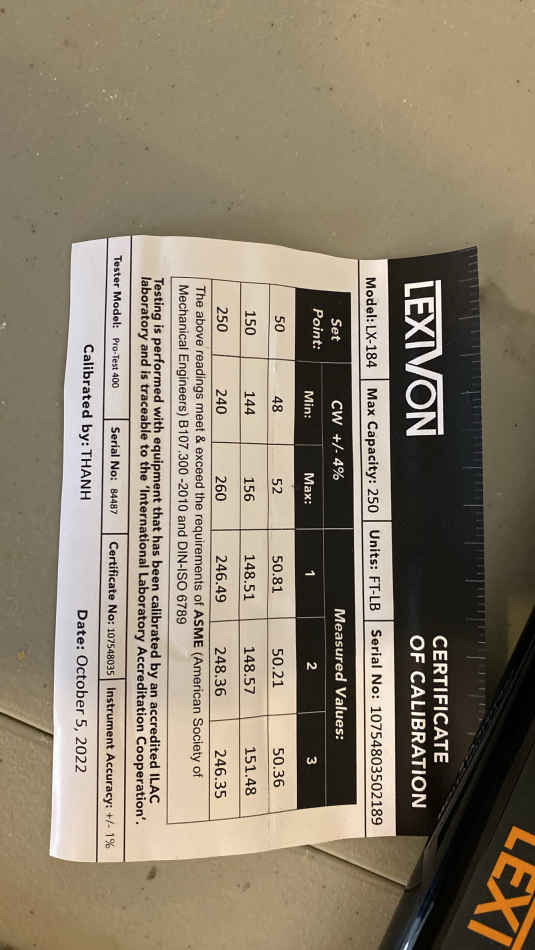 LEXIVON
CERTIFICATE
OF CALIBRATION
Model: LX-184 Max Capacity: 250 Units: FT-LB Serial No: 10754803502189
Set Point: CW +/- 4% Measured Values:
Min: Max: 1 2 3
50 48 52 50.81 50.21 50.36
150 144 156 148.51 148.57 151.48
250 240 260 246.49 248.36 246.35
The above readings meet & exceed the requirements of ASME (American Society of
Mechanical Engineers) B107.300 -2010 and DIN-ISO 6789
Testing is performed with equipment that has been calibrated by an accredited ILAC
laboratory and is traceable to the 'International Laboratory Accreditation Cooperation'.
Tester Model: Pro-Test 400 Serial No: 84487 Certificate No: 107548035 Instrument Accuracy: +/- 1%
Calibrated by: THANH Date: October 5, 2022
LEXI